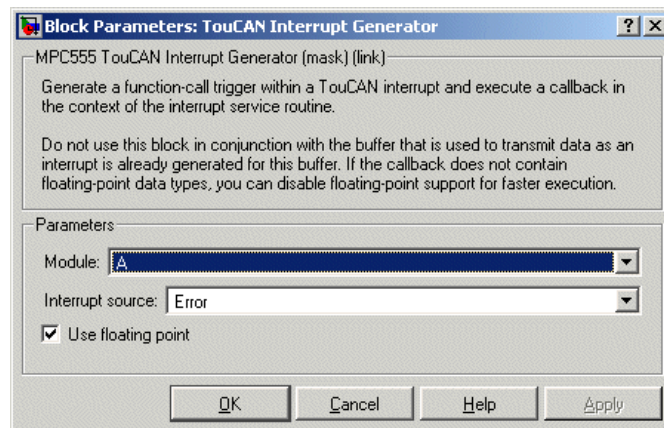 Block Parameters: TouCAN Interrupt Generator
MPC555 TouCAN Interrupt Generator (mask) (link)
Generate a function-call trigger within a TouCAN interrupt and execute a callback in
the context of the interrupt service routine.
Do not use this block in conjunction with the buffer that is used to transmit data as an
interrupt is already generated for this buffer. If the callback does not contain
floating-point data types, you can disable floating-point support for faster execution.
Parameters
Module: A
Interrupt source: Error
Use floating point
OK Cancel Help Apply